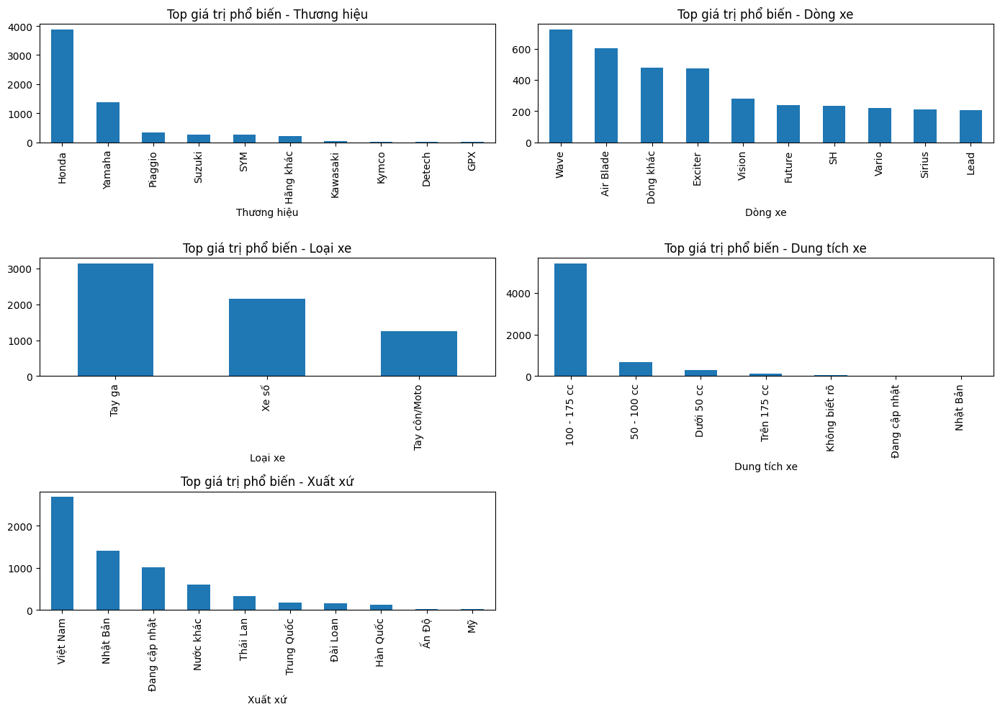 Top giá trị phổ biến - Thương hiệu
4000
3000
2000
1000
0
Honda
Yamaha
Piaggio
Suzuki
SYM
Hãng khác
Kawasaki
Kymco
Detech
GPX
Thương hiệu
Top giá trị phổ biến - Dòng xe
600
400
200
0
Wave
Air Blade
Dòng khác
Exciter
Vision
Future
SH
Vario
Sirius
Lead
Dòng xe
Top giá trị phổ biến - Loại xe
3000
2000
1000
0
Tay ga
Xe số
Tay côn/Moto
Loại xe
Top giá trị phổ biến - Dung tích xe
4000
2000
0
100 - 175 cc
50 - 100 cc
Dưới 50 cc
Trên 175 cc
Không biết rõ
Đang cập nhật
Nhật Bản
Dung tích xe
Top giá trị phổ biến - Xuất xứ
2000
1000
0
Việt Nam
Nhật Bản
Đang cập nhật
Nước khác
Thái Lan
Trung Quốc
Đài Loan
Hàn Quốc
Ấn Độ
Mỹ
Xuất xứ